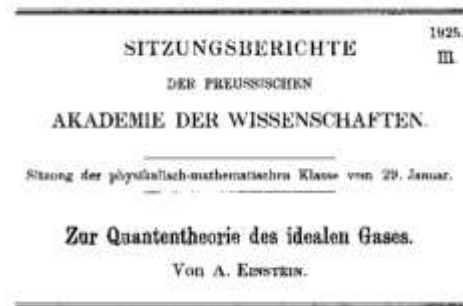 1925.
III.
SITZUNGSBERICHTE
DER PREUSSISCHEN
AKADEMIE DER WISSENSCHAFTEN.
Sitzung der physikalisch-mathematischen Klasse vom 29. Januar.
Zur Quantentheorie des idealen Gases.
Von A. EINSTEIN.